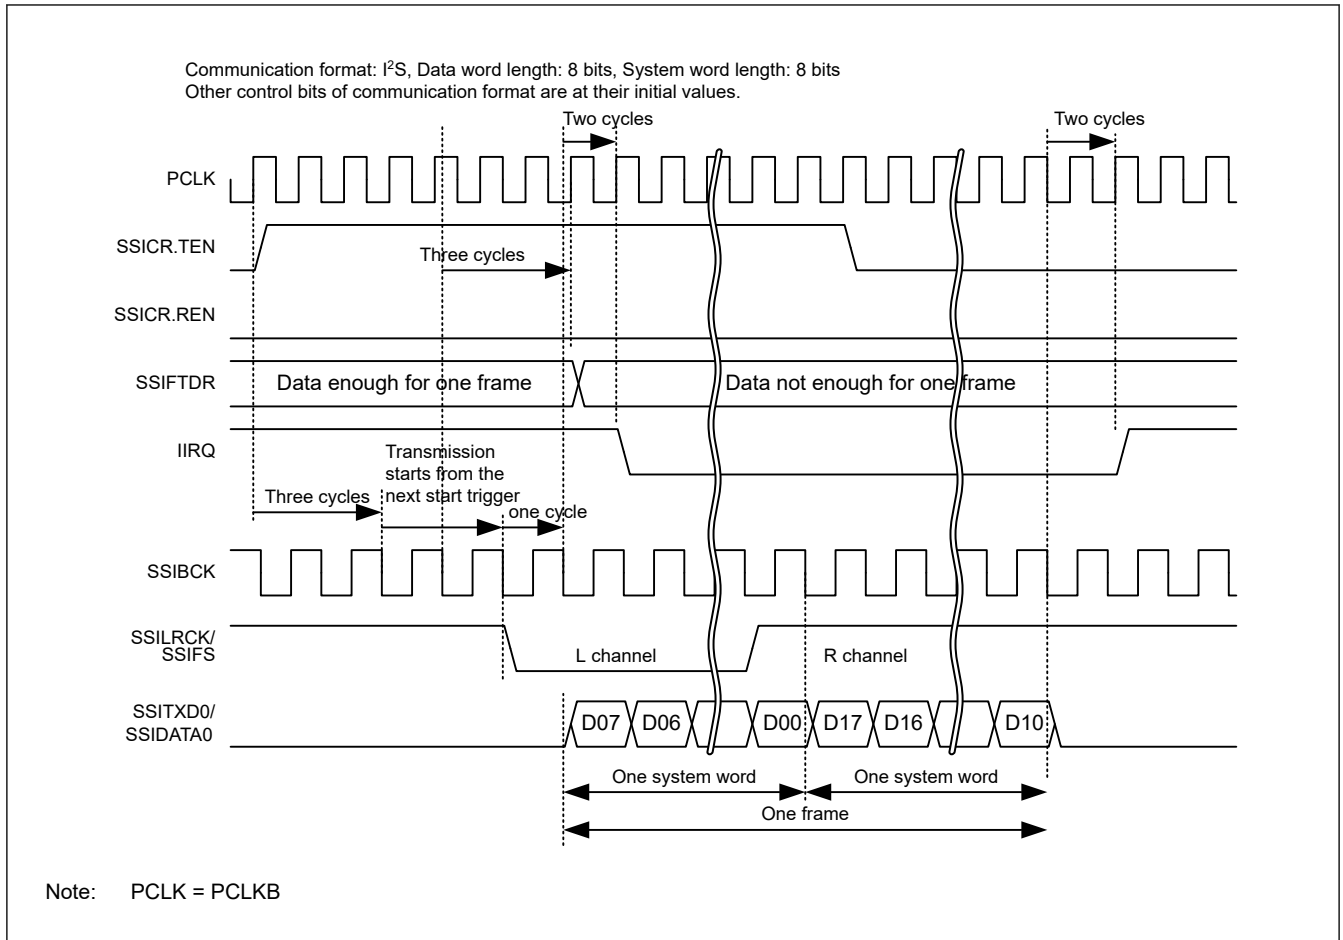 Communication format: I²S, Data word length: 8 bits, System word length: 8 bits
Other control bits of communication format are at their initial values.
Two cycles
Two cycles
PCLK
SSICR.TEN
Three cycles
SSICR.REN
SSIFTDR
Data enough for one frame
Data not enough for one frame
IIRQ
Transmission
starts from the
next start trigger
Three cycles
one cycle
SSIBCK
SSILRCK/
SSIFS
L channel
R channel
SSITXD0/
SSIDATA0
D07
D06
D00
D17
D16
D10
One system word
One system word
One frame
Note: PCLK = PCLKB